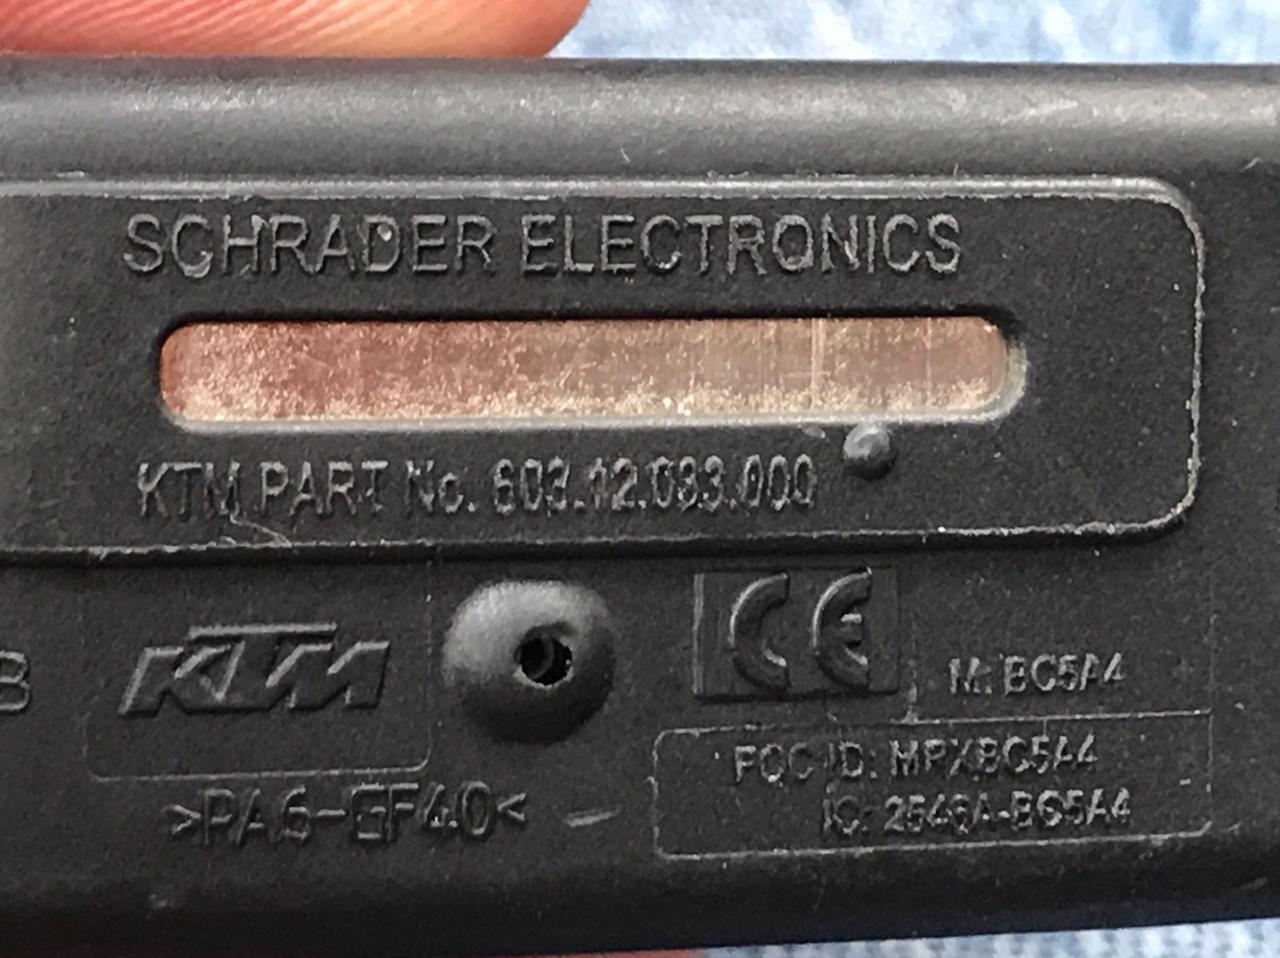 SCHRADER ELECTRONICS
KTM PART No. 603.12.083.000
B
KTM
CE
M: BC5A4
FCC ID: MRXBC5A4
IC: 2546A-BC5A4
>PA6-GF40<